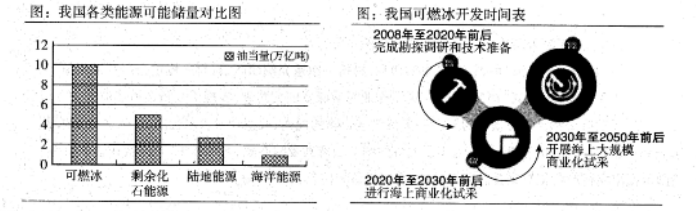 图：我国各类能源可能储量对比图
12
10
8
6
4
2
0
油当量(万亿吨)
可燃冰
剩余化
石能源
陆地能源
海洋能源
图：我国可燃冰开发时间表
2008年至2020年前后
完成勘探调研和技术准备
2030年至2050年前后
开展海上大规模
商业化试采
2020年至2030年前后
进行海上商业化试采